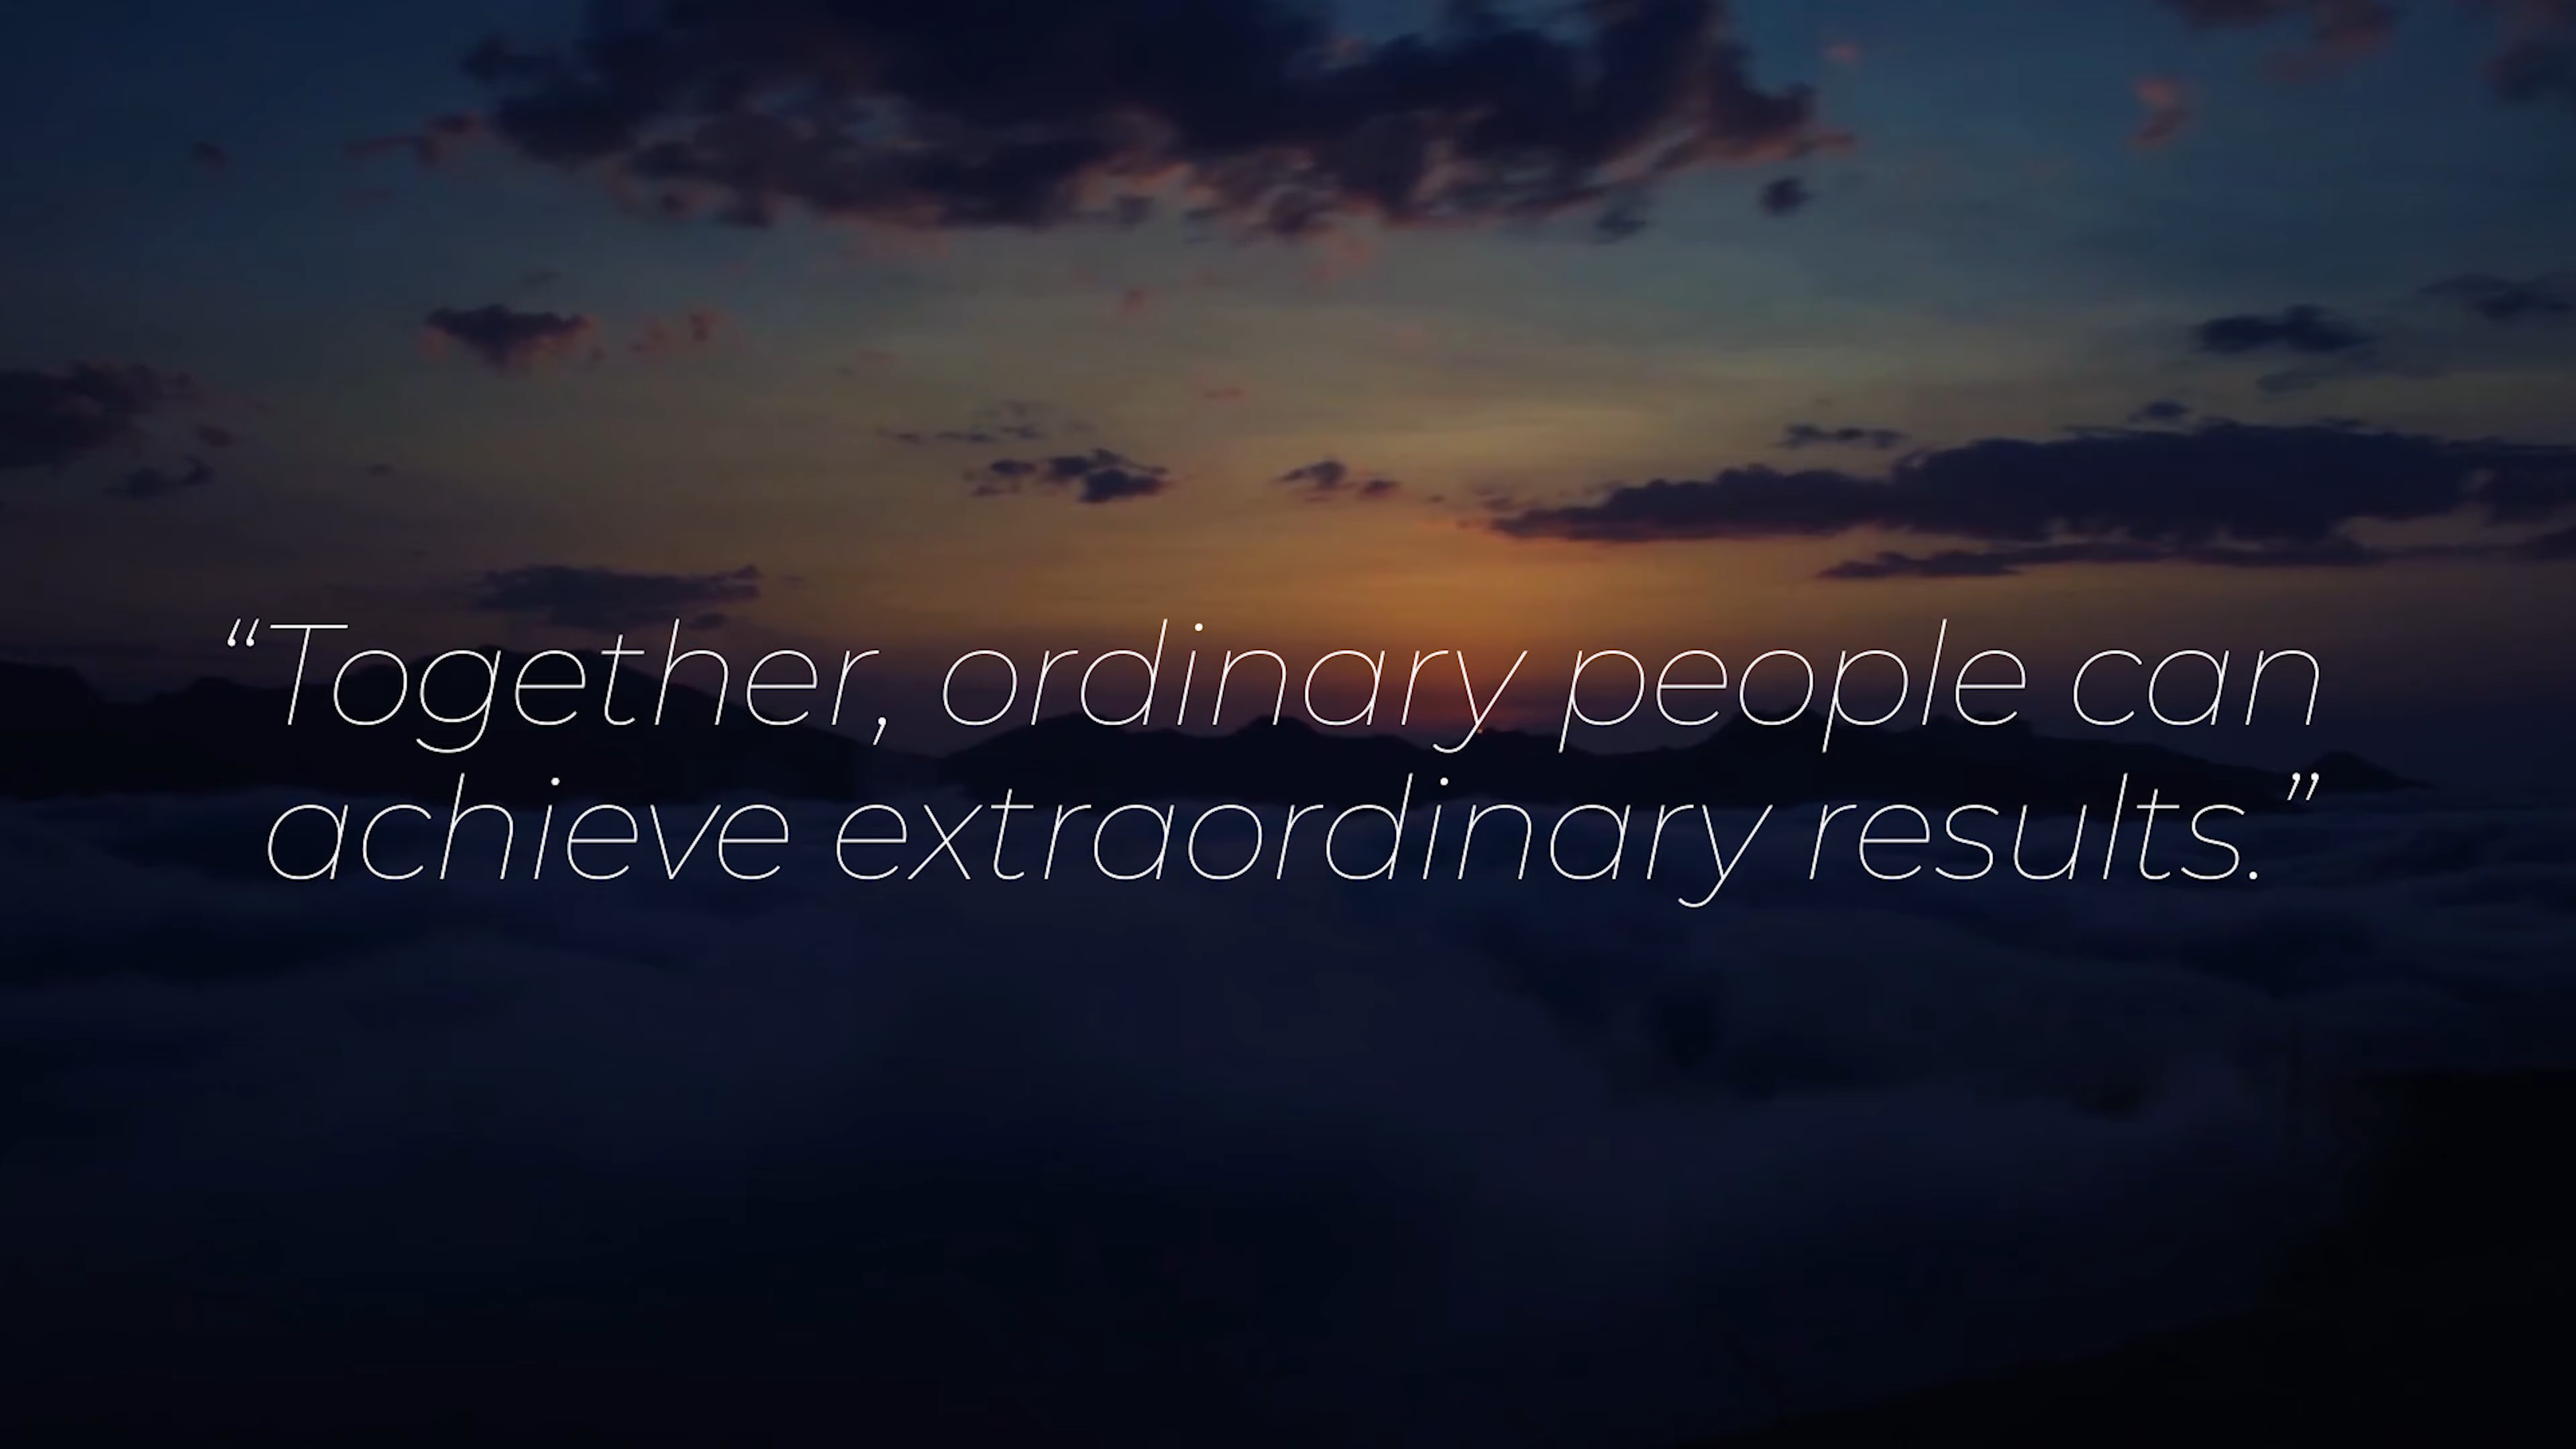 “Together, ordinary people can
achieve extraordinary results.”